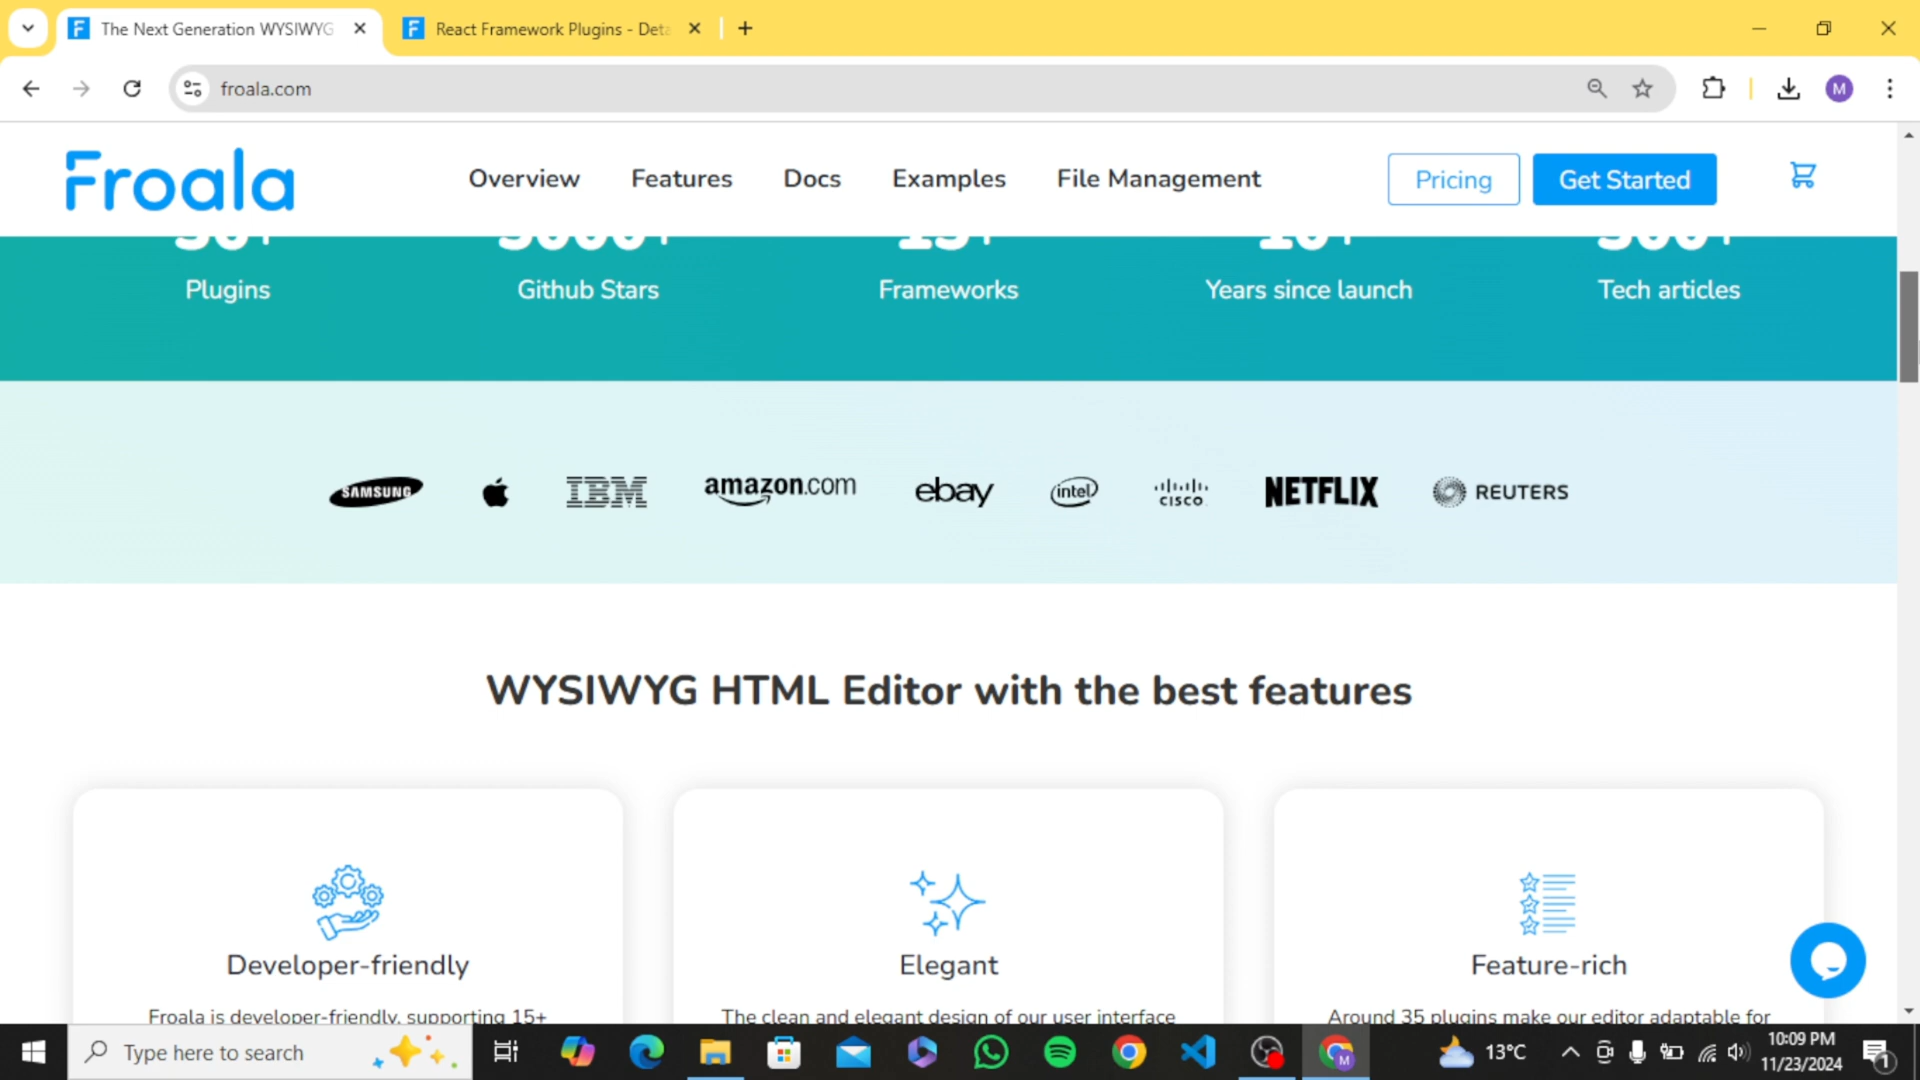 The Next Generation WYSIWYG
React Framework Plugins - Deta
froala.com
M
Froala
Overview
Features
Docs
Examples
File Management
Pricing
Get Started
Plugins
Github Stars
Frameworks
Years since launch
Tech articles
SAMSUNG
IBM
amazon.com
ebay
intel
CISCO
NETFLIX
REUTERS
WYSIWYG HTML Editor with the best features
Developer-friendly
Froala is developer-friendly, supporting 15+
Elegant
The clean and elegant design of our user interface
Feature-rich
Around 35 plugins make our editor adaptable for
Type here to search
M
13°C
10:09 PM
11/23/2024
1